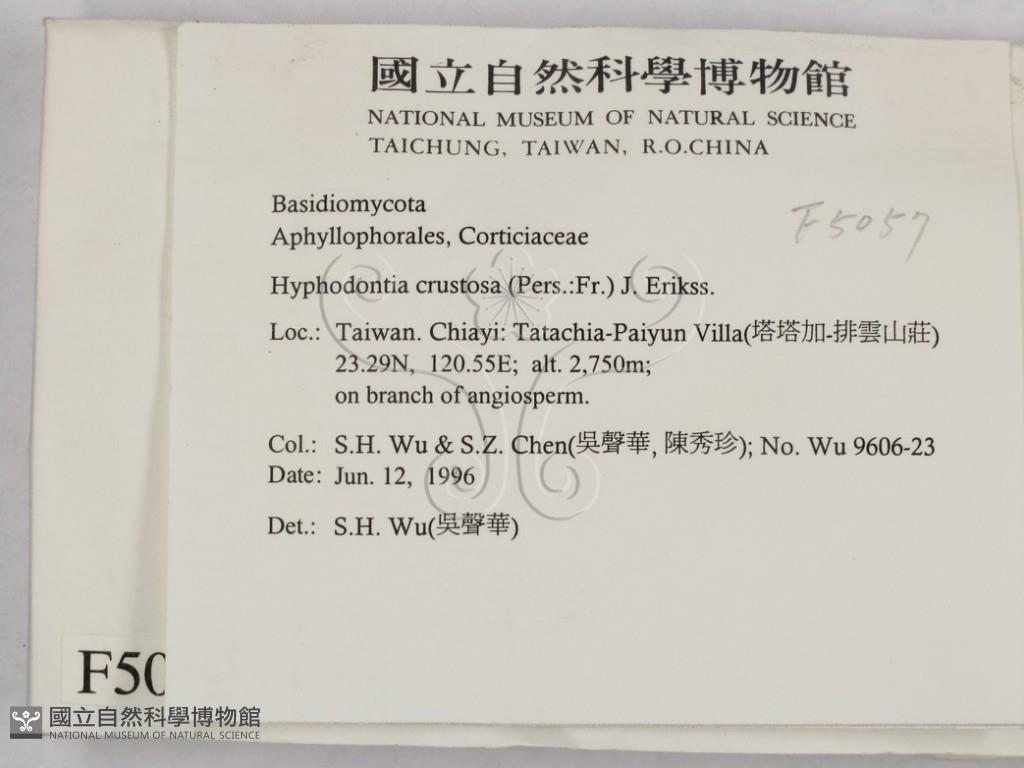 國立自然科學博物館
NATIONAL MUSEUM OF NATURAL SCIENCE
TAICHUNG, TAIWAN, R.O.CHINA
Basidiomycota
F5057
Aphyllophorales, Corticiaceae
Hyphodontia crustosa (Pers.:Fr.) J. Erikss.
Loc.: Taiwan. Chiayi: Tatachia-Paiyun Villa(塔塔加-排雲山莊)
23.29N, 120.55E; alt. 2,750m;
on branch of angiosperm.
Col.: S.H. Wu & S.Z. Chen(吳聲華, 陳秀珍); No. Wu 9606-23
Date: Jun. 12, 1996
Det.: S.H. Wu(吳聲華)
F50
國立自然科學博物館
NATIONAL MUSEUM OF NATURAL SCIENCE